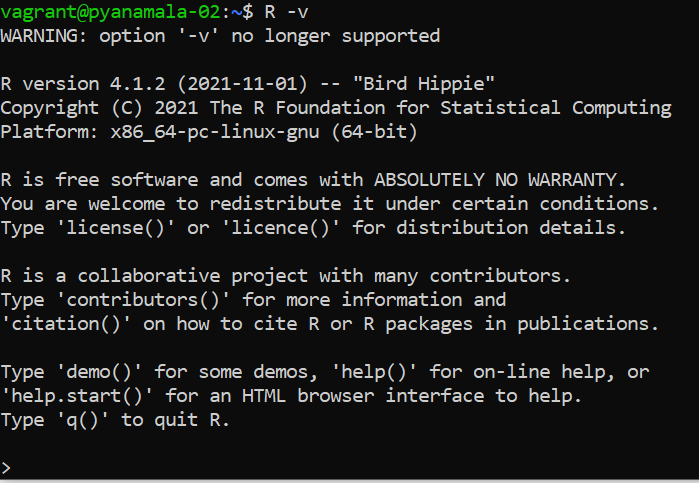 vagrant@pyanamala-02:~$ R -v
WARNING: option '-v' no longer supported
R version 4.1.2 (2021-11-01) -- "Bird Hippie"
Copyright (C) 2021 The R Foundation for Statistical Computing
Platform: x86_64-pc-linux-gnu (64-bit)
R is free software and comes with ABSOLUTELY NO WARRANTY.
You are welcome to redistribute it under certain conditions.
Type 'license()' or 'licence()' for distribution details.
R is a collaborative project with many contributors.
Type 'contributors()' for more information and
'citation()' on how to cite R or R packages in publications.
Type 'demo()' for some demos, 'help()' for on-line help, or
'help.start()' for an HTML browser interface to help.
Type 'q()' to quit R.
>